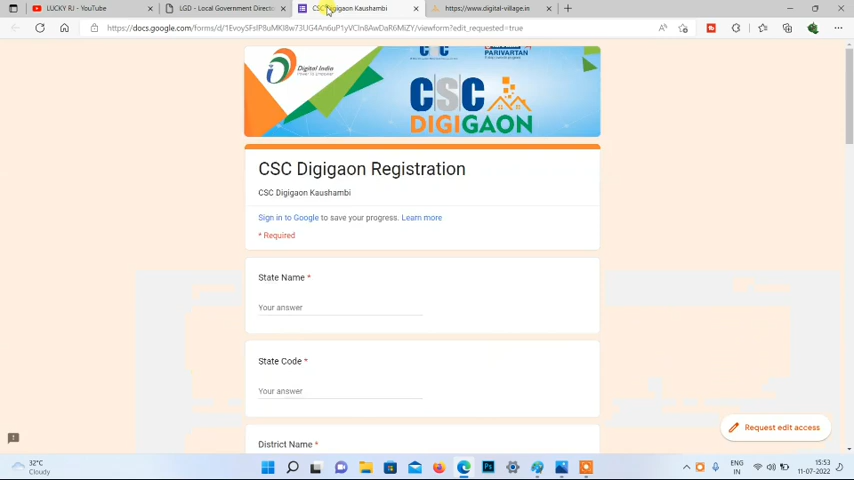 LUCKY RJ - YouTube
LGD - Local Government Directo
CSC Digigaon Kaushambi
https://www.digital-village.in
https://docs.google.com/forms/d/1EvoySFsIP8uMKl8w73UG4An6uP1yVCln8AwDaR6MiZY/viewform?edit_requested=true
Digital India
PARIVARTAN
CSC
DIGIGAON
CSC Digigaon Registration
CSC Digigaon Kaushambi
Sign in to Google to save your progress. Learn more
* Required
State Name *
Your answer
State Code *
Your answer
Request edit access
District Name *
32°C
Cloudy
ENG
IN
15:53
11-07-2022